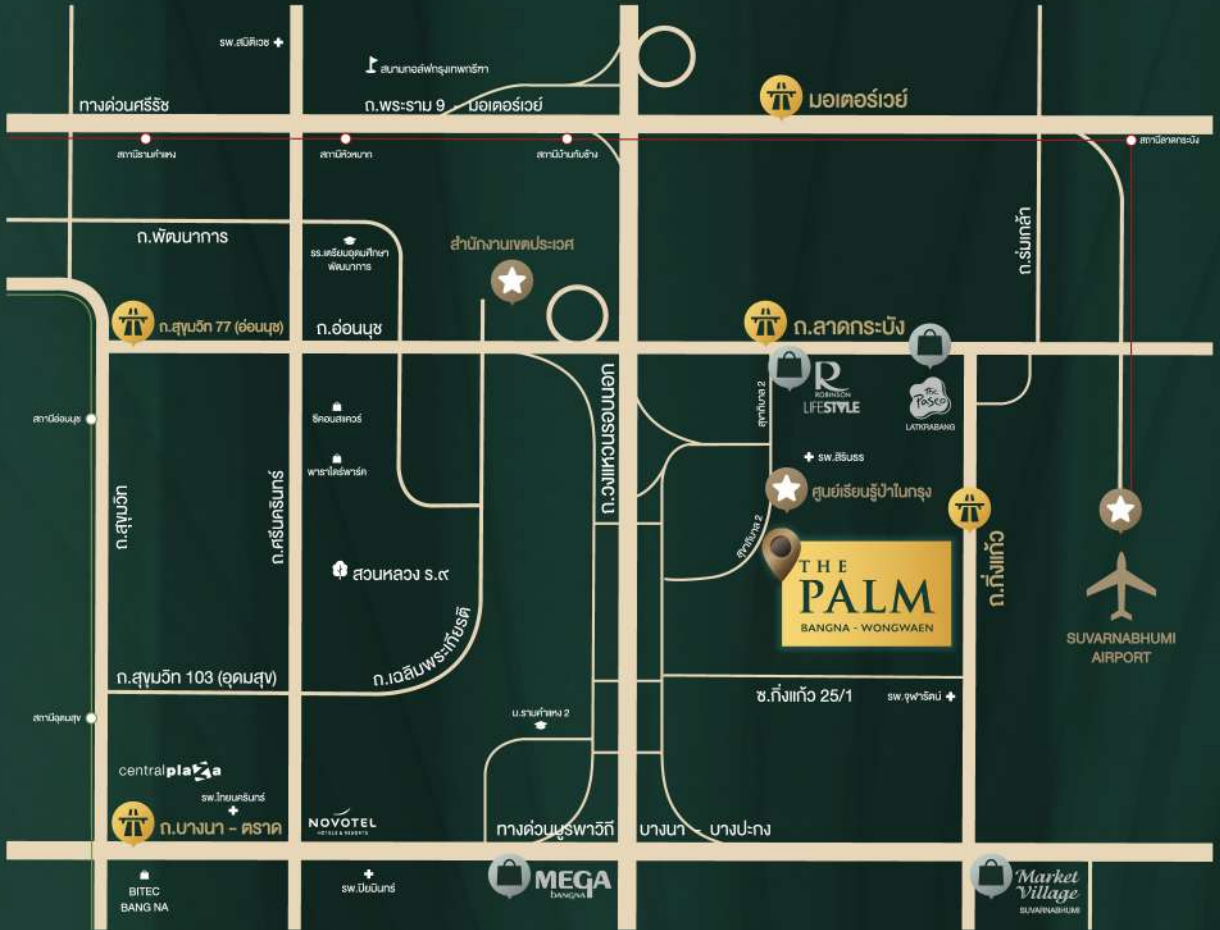 รพ.สมิติเวช
สนามกอล์ฟกรุงเทพกรีฑา
ทางด่วนศรีรัช
ถ.พระราม 9 - มอเตอร์เวย์
มอเตอร์เวย์
สถานีรามคำแหง
สถานีหัวหมาก
สถานีบ้านทับช้าง
สถานีลาดกระบัง
ถ.พัฒนาการ
รร.เตรียมอุดมศึกษา
พัฒนาการ
สำนักงานเขตประเวศ
ถ.ร่มเกล้า
ถ.สุขุมวิท 77 (อ่อนนุช)
ถ.อ่อนนุช
ถ.ลาดกระบัง
ถ.วงแหวนรอบนอก
สุขาภิบาล 2
R
ROBINSON
LIFESTYLE
The
Paseo
LATKRABANG
สถานีอ่อนนุช
ซีคอนสแควร์
พาราไดซ์พาร์ค
รพ.สิรินธร
ศูนย์เรียนรู้ป่าในกรุง
ถ.สุขุมวิท
ถ.ศรีนครินทร์
สุขาภิบาล 2
ถ.กิ่งแก้ว
สวนหลวง ร.๙
THE
PALM
BANGNA - WONGWAEN
SUVARNABHUMI
AIRPORT
ถ.เฉลิมพระเกียรติ
ถ.สุขุมวิท 103 (อุดมสุข)
ซ.กิ่งแก้ว 25/1
รพ.จุฬารัตน์
สถานีอุดมสุข
ม.รามคำแหง 2
centralplaza
รพ.ไทยนครินทร์
ถ.บางนา - ตราด
NOVOTEL
HOTELS & RESORTS
ทางด่วนบูรพาวิถี
บางนา - บางปะกง
BITEC
BANG NA
รพ.ปิยมินทร์
MEGA
BANGNA
Market
Village
SUVARNABHUMI